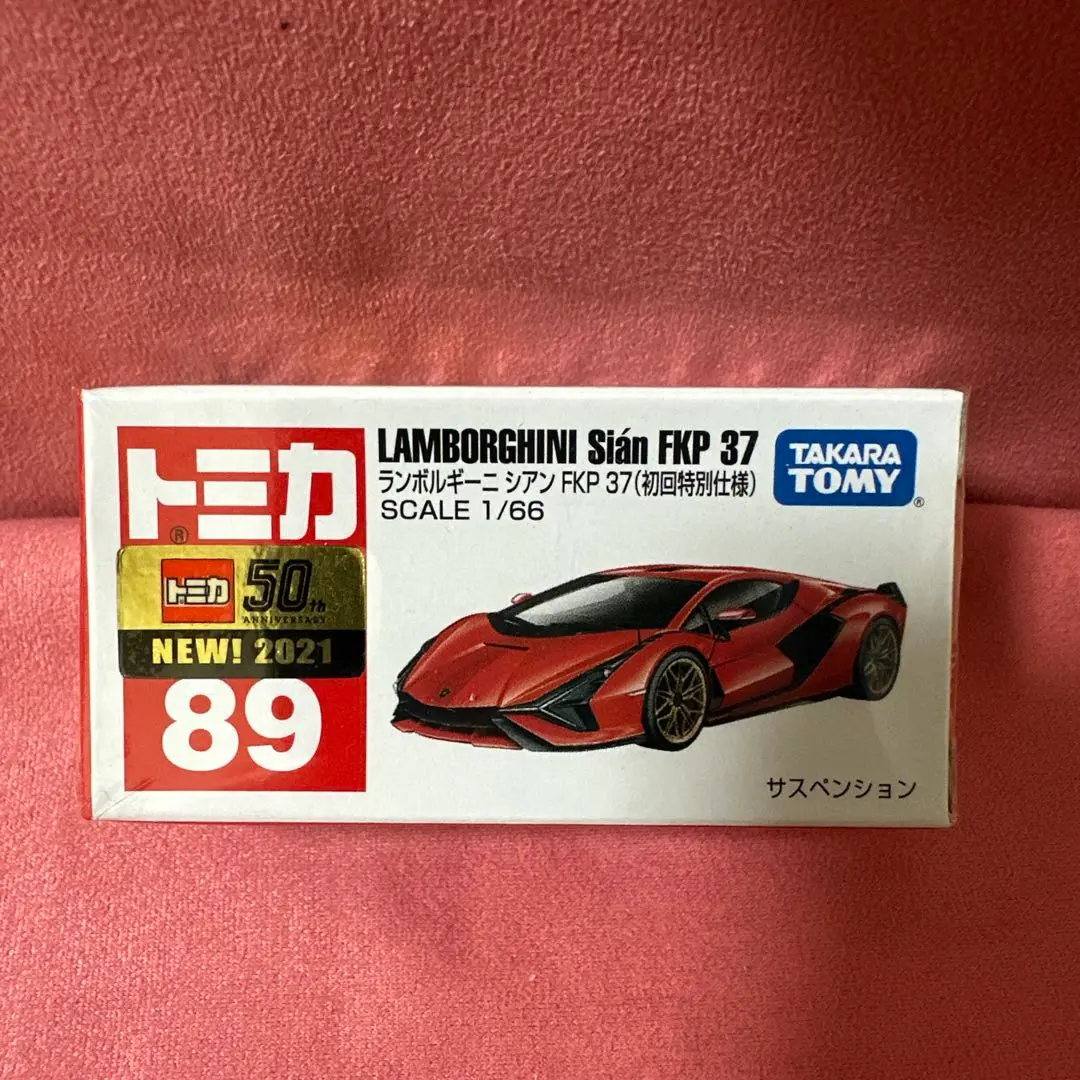 トミカ
®
トミカ 50th
ANNIVERSARY
NEW! 2021
89
LAMBORGHINI Sián FKP 37
ランボルギーニ シアン FKP 37(初回特別仕様)
SCALE 1/66
TAKARA
TOMY
®
サスペンション